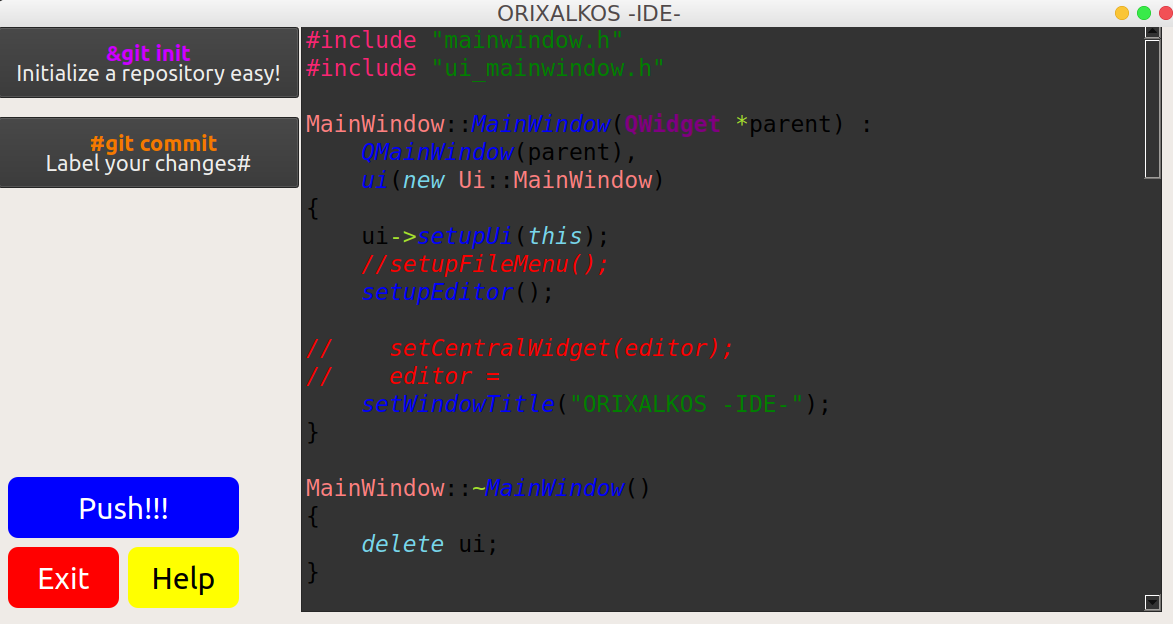 ORIXALKOS -IDE-
&git init
Initialize a repository easy!
#git commit
Label your changes#
Push!!!
Exit
Help
#include "mainwindow.h"
#include "ui_mainwindow.h"
MainWindow::MainWindow(QWidget *parent) :
    QMainWindow(parent),
    ui(new Ui::MainWindow)
{
    ui->setupUi(this);
    //setupFileMenu();
    setupEditor();
//    setCentralWidget(editor);
//    editor =
    setWindowTitle("ORIXALKOS -IDE-");
}
MainWindow::~MainWindow()
{
    delete ui;
}